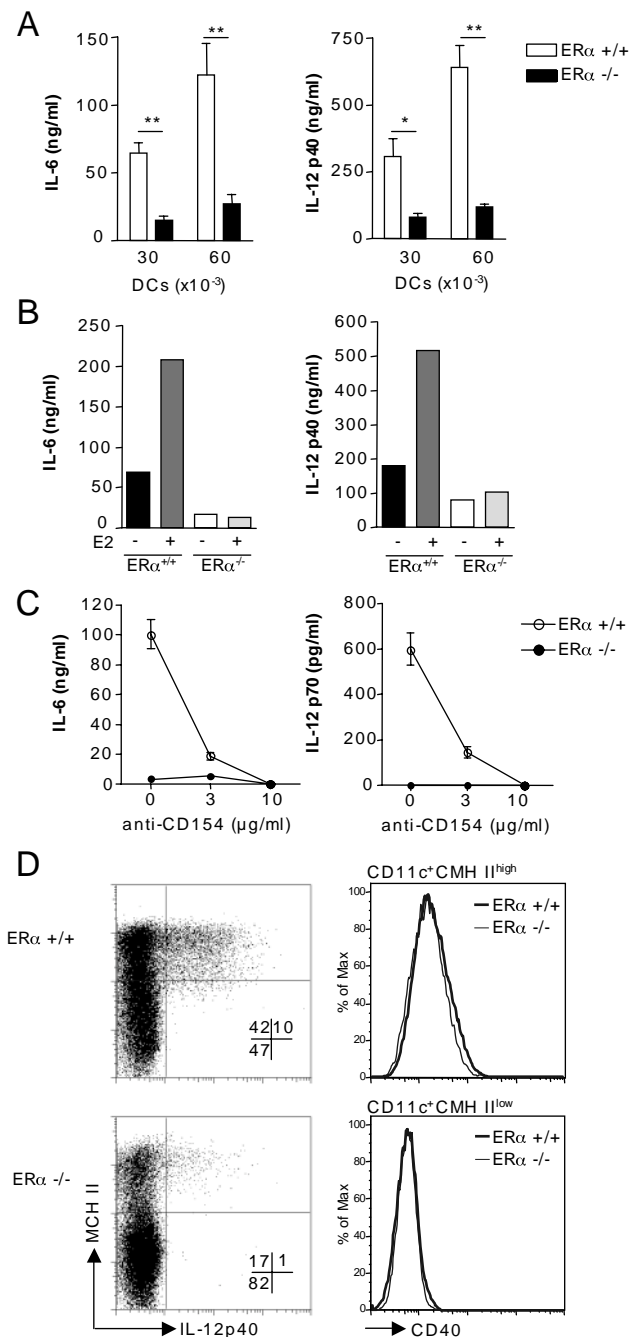 A
IL-6 (ng/ml)
150
100
50
0
**
**
30
60
DCs (x10-3)
IL-12 p40 (ng/ml)
750
500
250
0
*
**
30
60
DCs (x10-3)
ERα +/+
ERα -/-
B
IL-6 (ng/ml)
250
200
150
100
50
0
E2 - + - +
ERα+/+ ERα-/-
IL-12 p40 (ng/ml)
600
500
400
300
200
100
0
- + - +
ERα+/+ ERα-/-
C
IL-6 (ng/ml)
120
100
80
60
40
20
0
0 3 10
anti-CD154 (µg/ml)
IL-12 p70 (pg/ml)
800
600
400
200
0
0 3 10
anti-CD154 (µg/ml)
ERα +/+
ERα -/-
D
ERα +/+
42 10
47
CD11c+CMH IIhigh
ERα +/+
ERα -/-
% of Max
100
80
60
40
20
0
ERα -/-
17 1
82
MCH II
IL-12p40
CD11c+CMH IIlow
ERα +/+
ERα -/-
% of Max
100
80
60
40
20
0
CD40